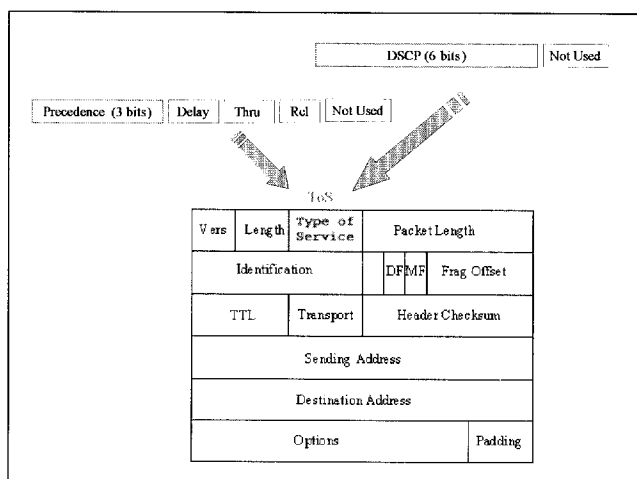 DSCP (6 bits) Not Used
Precedence (3 bits) Delay Thru Rel Not Used
ToS
Vers Length Type of Service Packet Length
Identification DF MF Frag Offset
TTL Transport Header Checksum
Sending Address
Destination Address
Options Padding